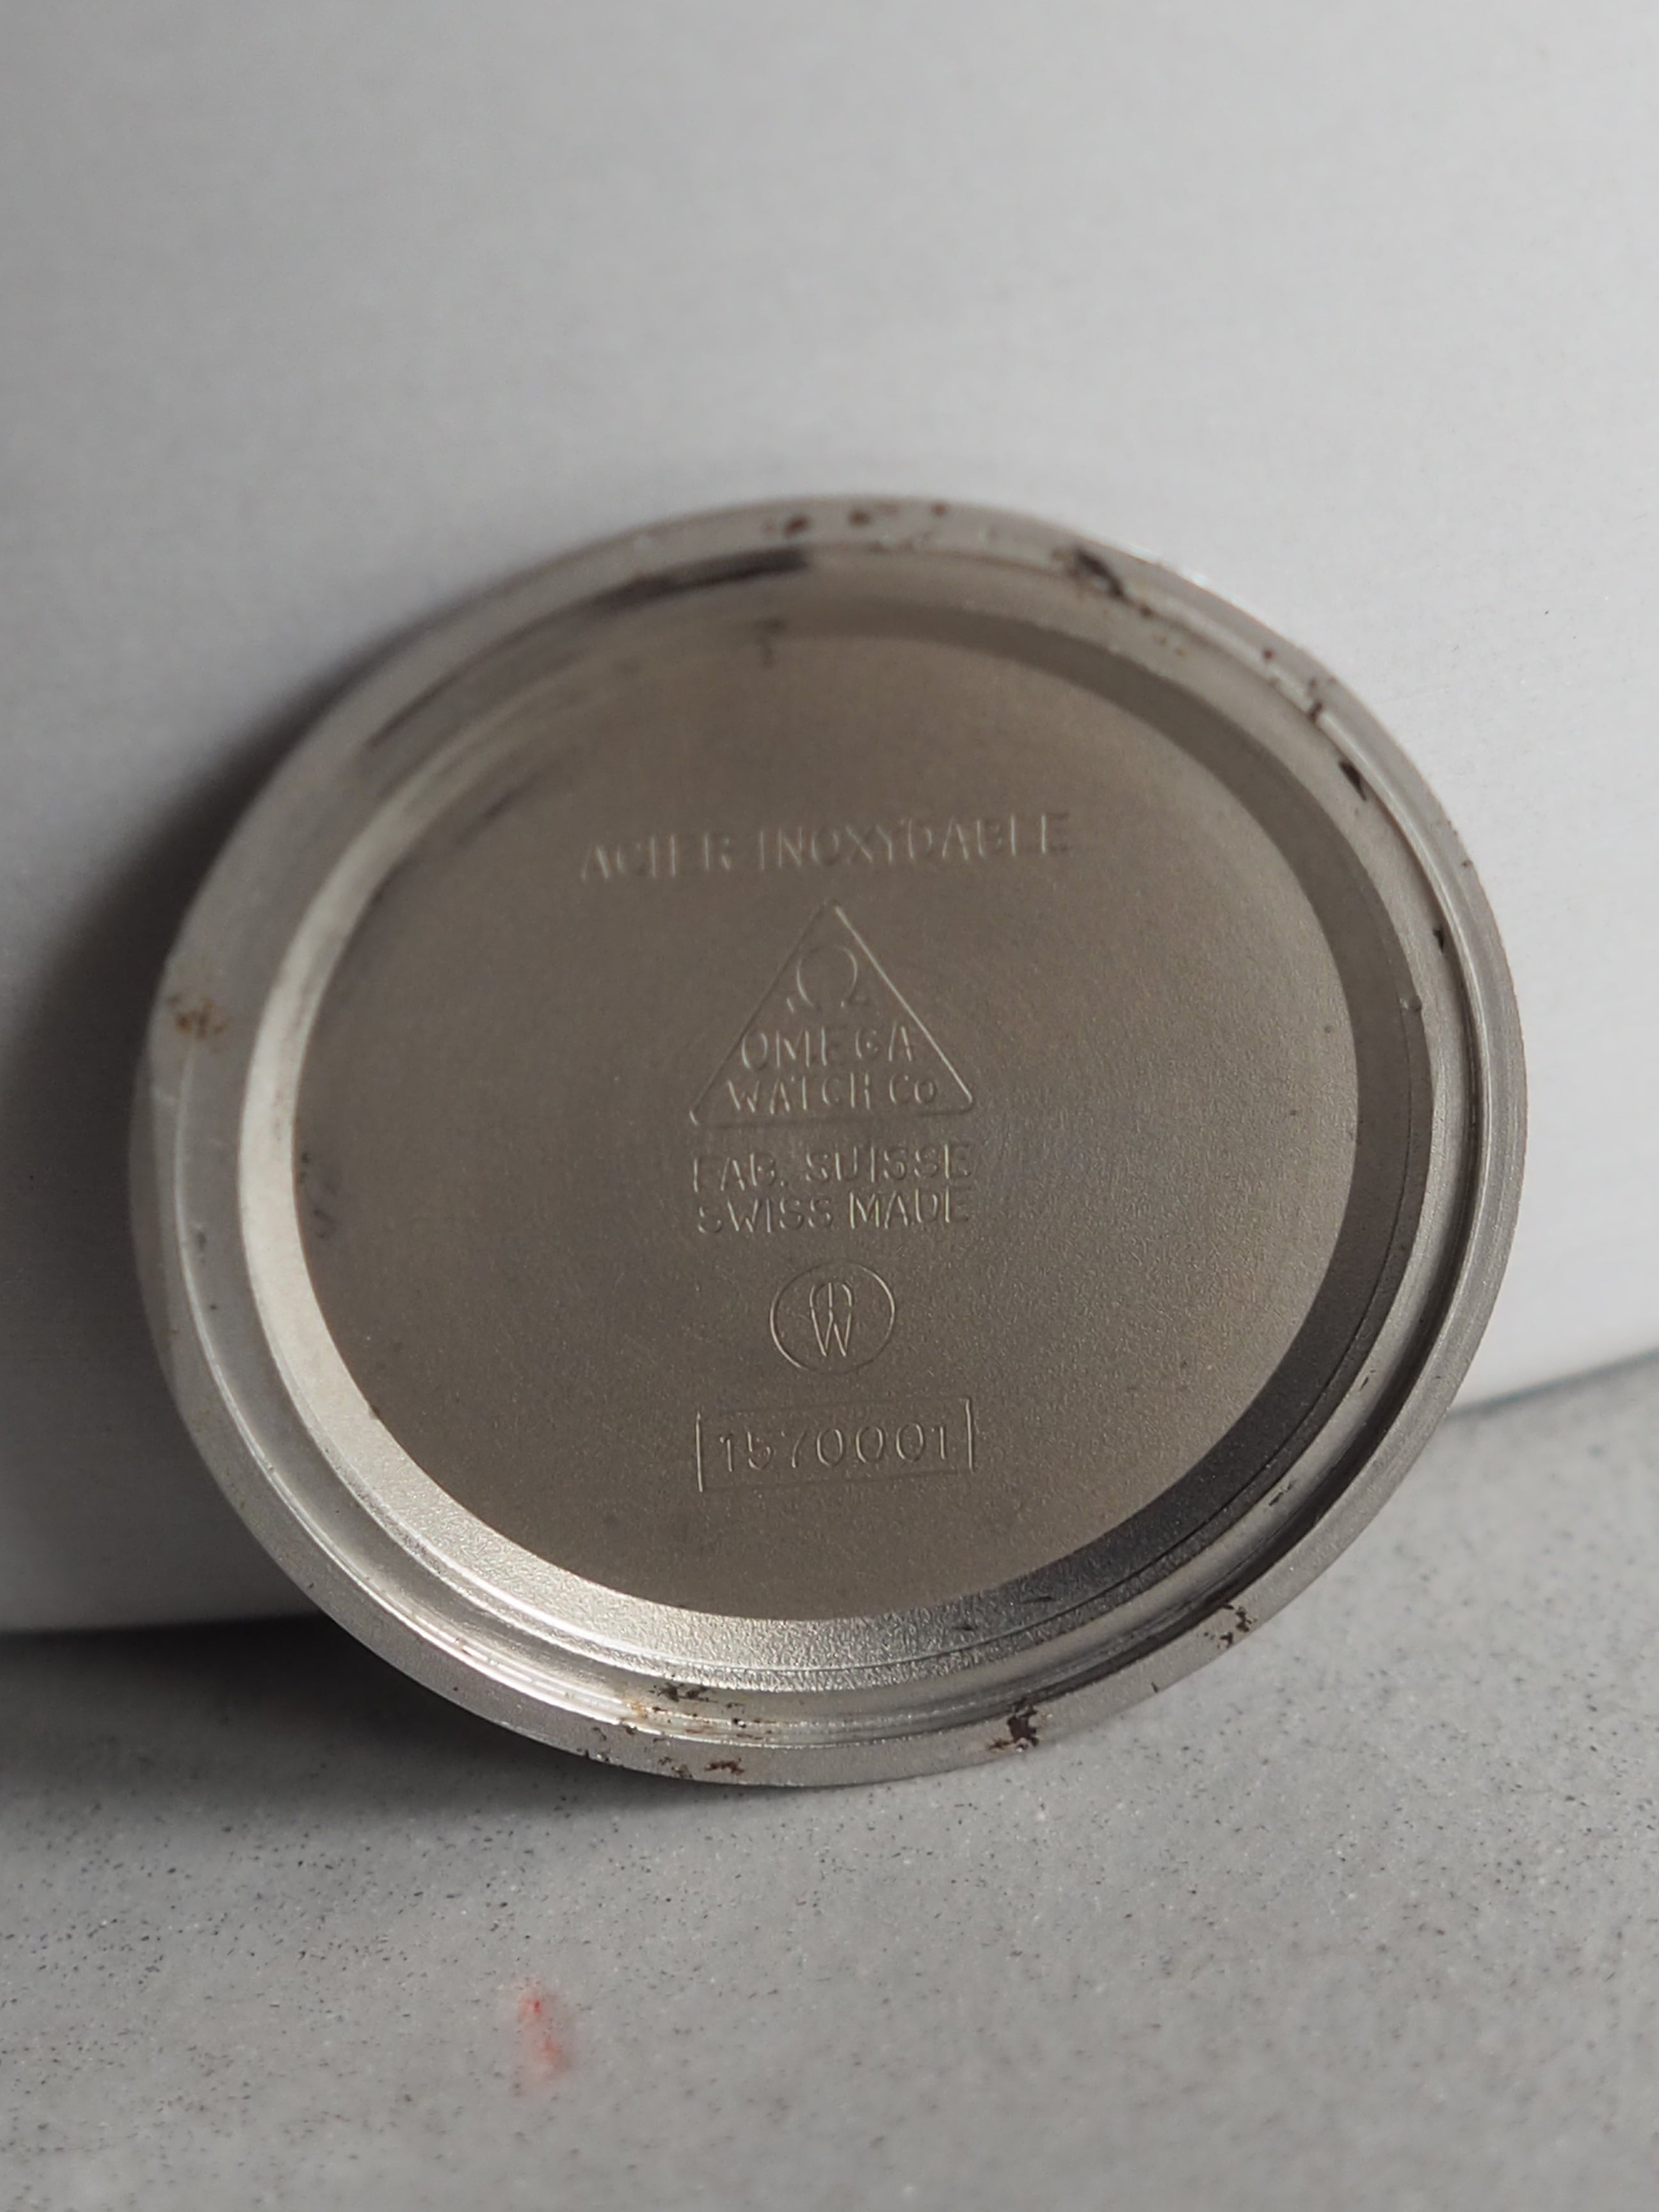 ACIER INOXYDABLE
Ω
OMEGA
WATCH Co
FAB. SUISSE
SWISS MADE
1570001